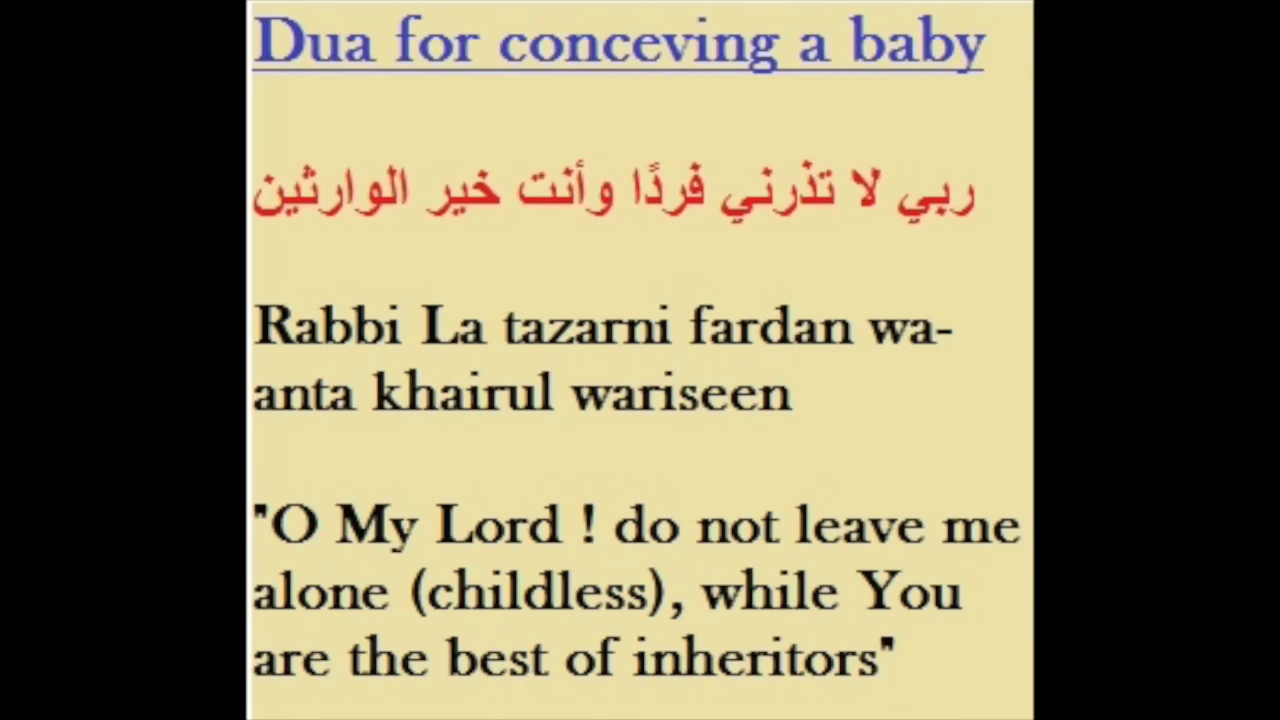 Dua for conceving a baby
ربي لا تذرني فردًا وأنت خير الوارثين
Rabbi La tazarni fardan wa-
anta khairul wariseen
"O My Lord ! do not leave me
alone (childless), while You
are the best of inheritors"